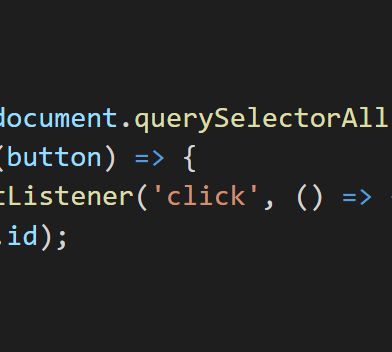 document.querySelectorAll
(button) => {
tListener('click', () =>
.id);